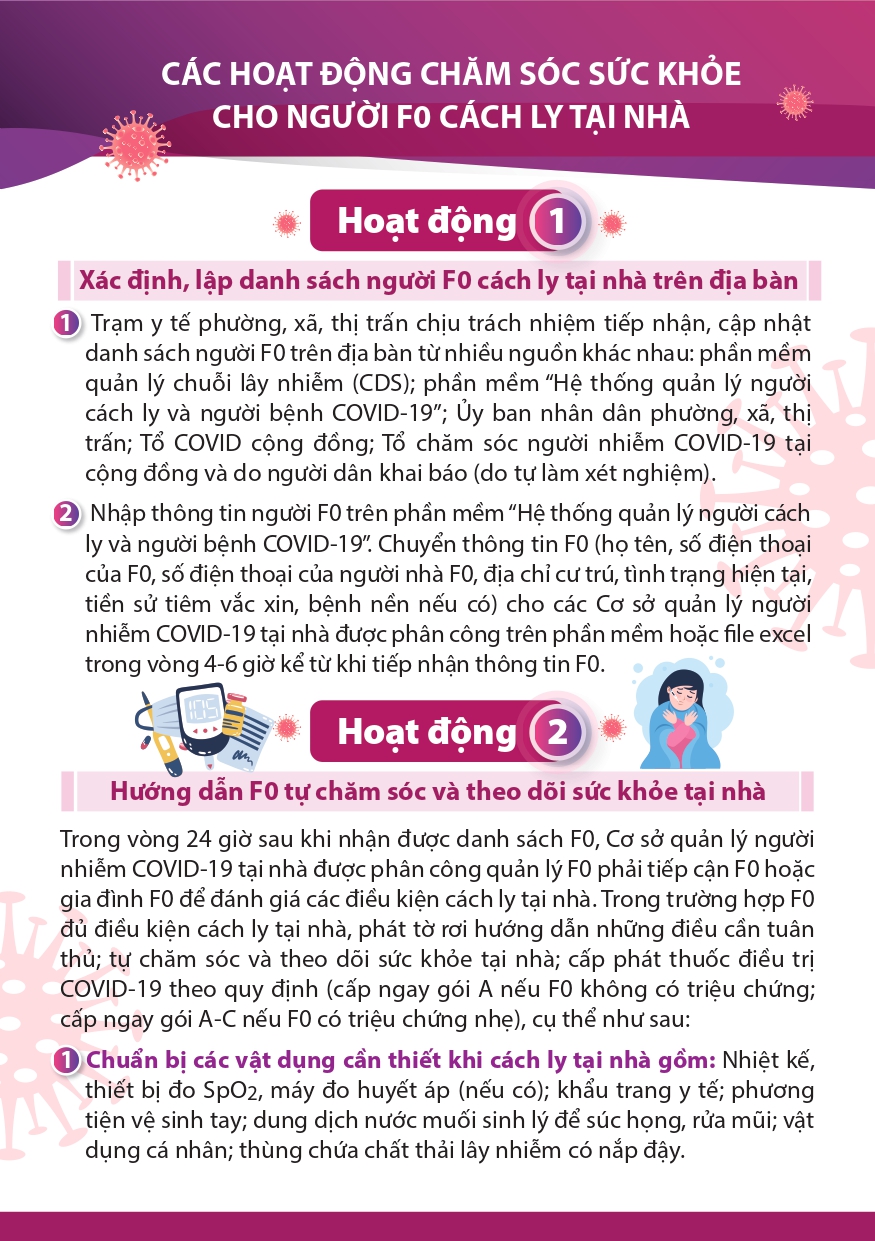 CÁC HOẠT ĐỘNG CHĂM SÓC SỨC KHỎE
CHO NGƯỜI F0 CÁCH LY TẠI NHÀ
Hoạt động 1
Xác định, lập danh sách người F0 cách ly tại nhà trên địa bàn
1 Trạm y tế phường, xã, thị trấn chịu trách nhiệm tiếp nhận, cập nhật
danh sách người F0 trên địa bàn từ nhiều nguồn khác nhau: phần mềm
quản lý chuỗi lây nhiễm (CDS); phần mềm “Hệ thống quản lý người
cách ly và người bệnh COVID-19”; Ủy ban nhân dân phường, xã, thị
trấn; Tổ COVID cộng đồng; Tổ chăm sóc người nhiễm COVID-19 tại
cộng đồng và do người dân khai báo (do tự làm xét nghiệm).
2 Nhập thông tin người F0 trên phần mềm “Hệ thống quản lý người cách
ly và người bệnh COVID-19”. Chuyển thông tin F0 (họ tên, số điện thoại
của F0, số điện thoại của người nhà F0, địa chỉ cư trú, tình trạng hiện tại,
tiền sử tiêm vắc xin, bệnh nền nếu có) cho các Cơ sở quản lý người
nhiễm COVID-19 tại nhà được phân công trên phần mềm hoặc file excel
trong vòng 4-6 giờ kể từ khi tiếp nhận thông tin F0.
105
Hoạt động 2
Hướng dẫn F0 tự chăm sóc và theo dõi sức khỏe tại nhà
Trong vòng 24 giờ sau khi nhận được danh sách F0, Cơ sở quản lý người
nhiễm COVID-19 tại nhà được phân công quản lý F0 phải tiếp cận F0 hoặc
gia đình F0 để đánh giá các điều kiện cách ly tại nhà. Trong trường hợp F0
đủ điều kiện cách ly tại nhà, phát tờ rơi hướng dẫn những điều cần tuân
thủ; tự chăm sóc và theo dõi sức khỏe tại nhà; cấp phát thuốc điều trị
COVID-19 theo quy định (cấp ngay gói A nếu F0 không có triệu chứng;
cấp ngay gói A-C nếu F0 có triệu chứng nhẹ), cụ thể như sau:
1 Chuẩn bị các vật dụng cần thiết khi cách ly tại nhà gồm: Nhiệt kế,
thiết bị đo SpO2, máy đo huyết áp (nếu có); khẩu trang y tế; phương
tiện vệ sinh tay; dung dịch nước muối sinh lý để súc họng, rửa mũi; vật
dụng cá nhân; thùng chứa chất thải lây nhiễm có nắp đậy.